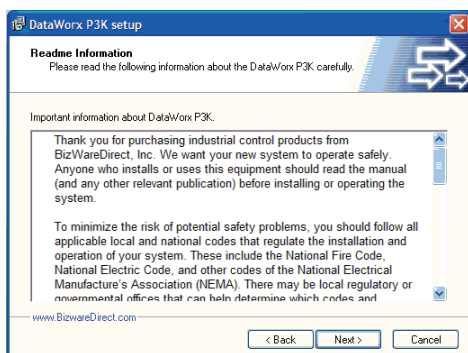 DataWorx P3K setup
Readme Information
Please read the following information about the DataWorx P3K carefully.
Important information about DataWorx P3K.
Thank you for purchasing industrial control products from
BizWareDirect, Inc. We want your new system to operate safely.
Anyone who installs or uses this equipment should read the manual
(and any other relevant publication) before installing or operating the
system.
To minimize the risk of potential safety problems, you should follow all
applicable local and national codes that regulate the installation and
operation of your system. These include the National Fire Code,
National Electric Code, and other codes of the National Electrical
Manufacture's Association (NEMA). There may be local regulatory or
governmental offices that can help determine which codes and
www.BizwareDirect.com
< Back
Next >
Cancel